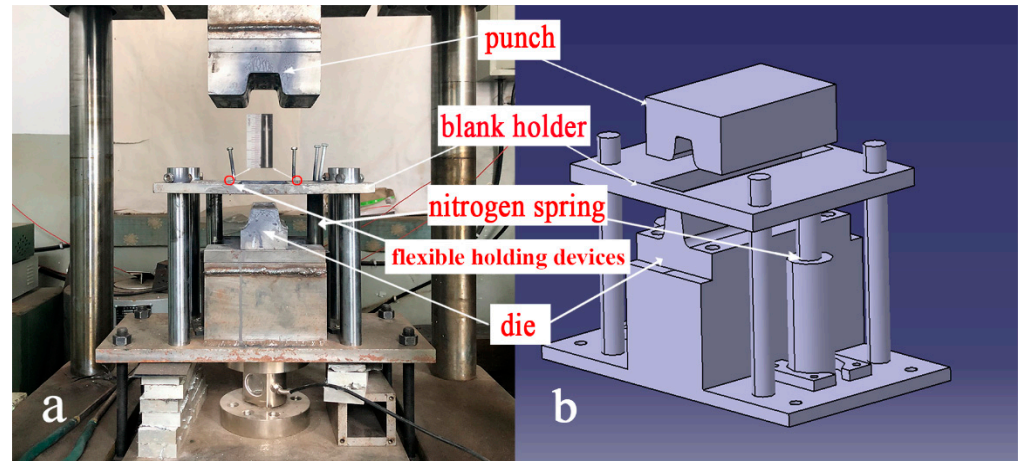 punch
blank holder
nitrogen spring
flexible holding devices
die
a
b